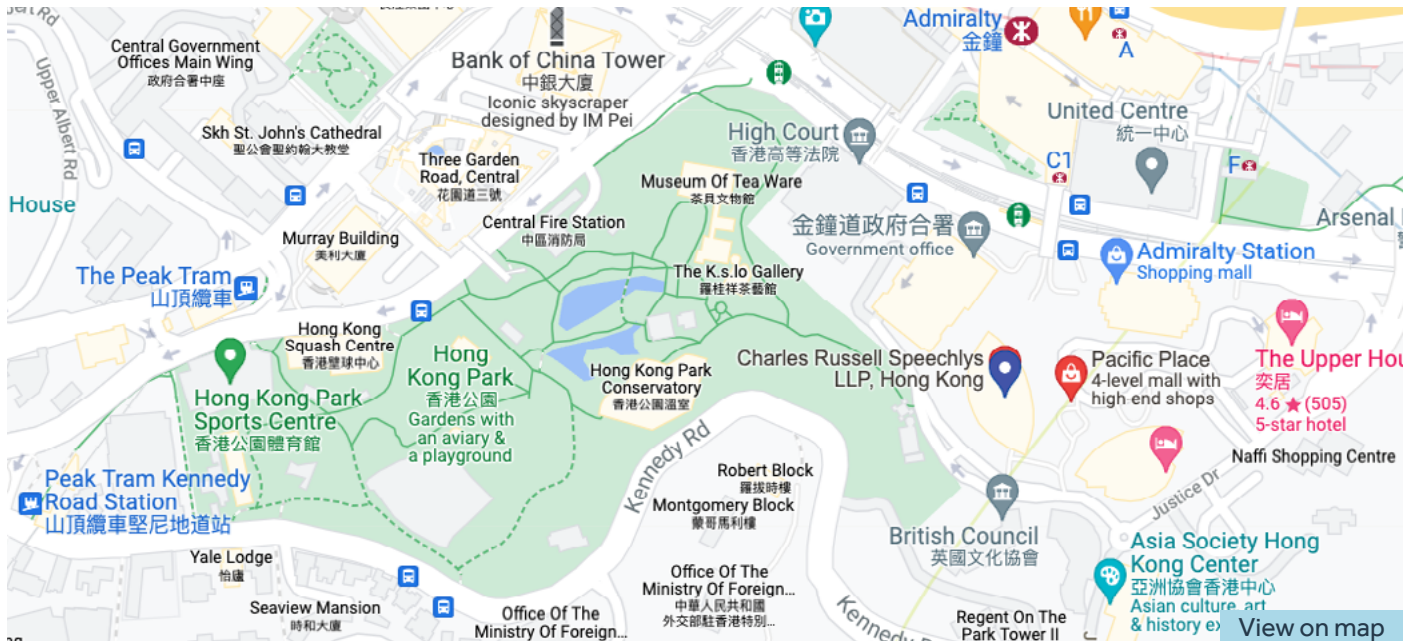 Admiralty
金鐘
A
Central Government
Offices Main Wing
政府合署中座
Upper Albert Rd
Bank of China Tower
中銀大廈
Iconic skyscraper
designed by IM Pei
Skh St. John's Cathedral
聖公會聖約翰大教堂
Three Garden
Road, Central
花園道三號
High Court
香港高等法院
United Centre
統一中心
C1
F
House
Museum Of Tea Ware
茶具文物館
Murray Building
美利大廈
Central Fire Station
中區消防局
金鐘道政府合署
Government office
Arsenal
The Peak Tram
山頂纜車
The K.s.lo Gallery
羅桂祥茶藝館
Admiralty Station
Shopping mall
Hong Kong
Squash Centre
香港壁球中心
Hong
Kong Park
香港公園
Gardens with
an aviary &
a playground
Hong Kong Park
Conservatory
香港公園溫室
Charles Russell Speechlys
LLP, Hong Kong
Pacific Place
4-level mall with
high end shops
The Upper Hou
奕居
4.6 ★ (505)
5-star hotel
Hong Kong Park
Sports Centre
香港公園體育館
Naffi Shopping Centre
Kennedy Rd
Robert Block
羅拔時樓
Montgomery Block
蒙哥馬利樓
Justice Dr
Peak Tram Kennedy
Road Station
山頂纜車堅尼地道站
British Council
英國文化協會
Yale Lodge
怡廬
Office Of The
Ministry Of Foreign...
中華人民共和國
外交部駐香港特別...
Asia Society Hong
Kong Center
亞洲協會香港中心
Asian culture, art
& history ex
Seaview Mansion
時和大廈
Office Of The
Ministry Of Foreign...
Kennedy
Regent On The
Park Tower II
View on map